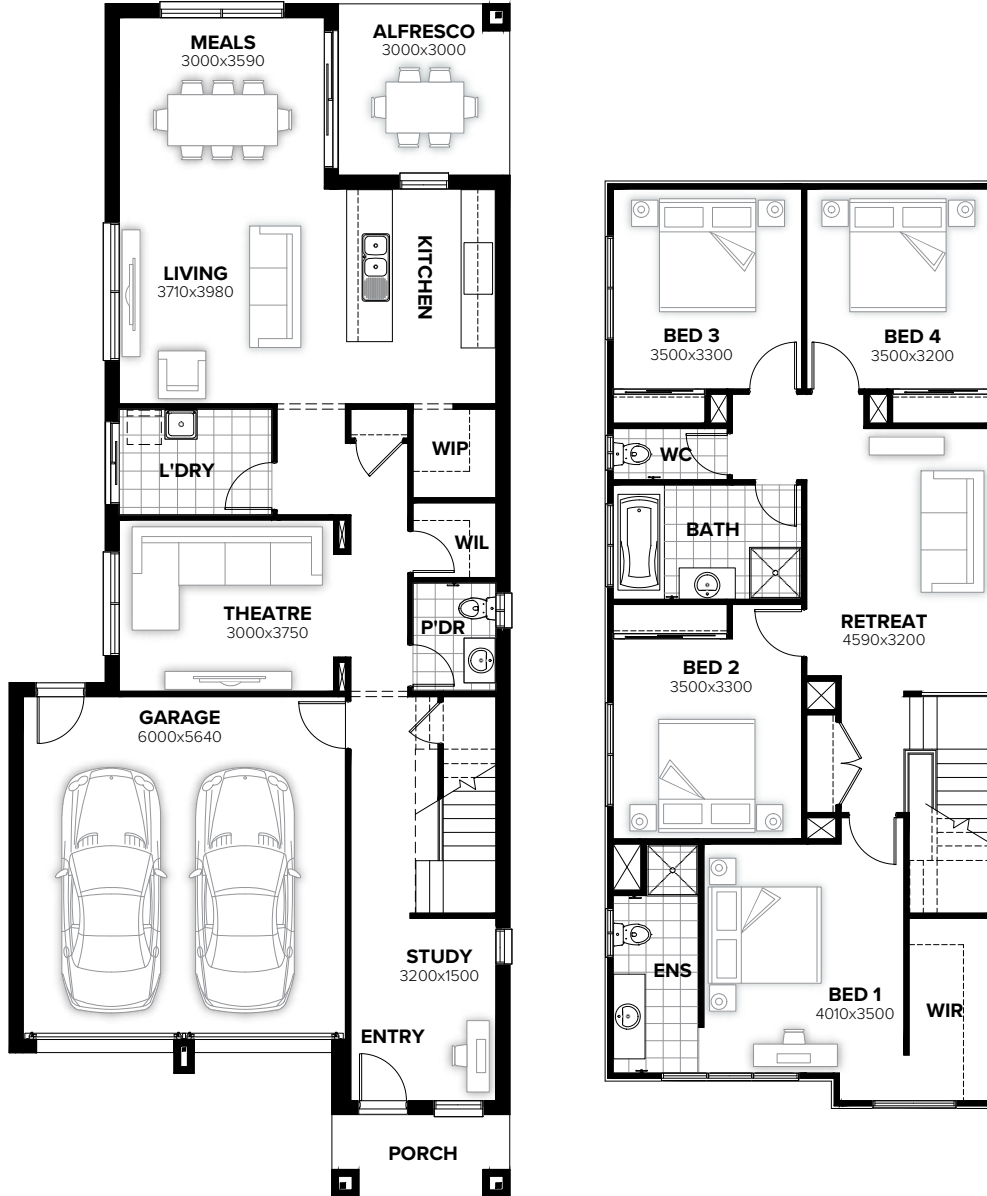 MEALS
3000x3590
ALFRESCO
3000x3000
LIVING
3710x3980
KITCHEN
L'DRY
WIP
WIL
THEATRE
3000x3750
P'DR
GARAGE
6000x5640
STUDY
3200x1500
ENTRY
PORCH
BED 3
3500x3300
BED 4
3500x3200
WC
BATH
RETREAT
4590x3200
BED 2
3500x3300
ENS
BED 1
4010x3500
WIR